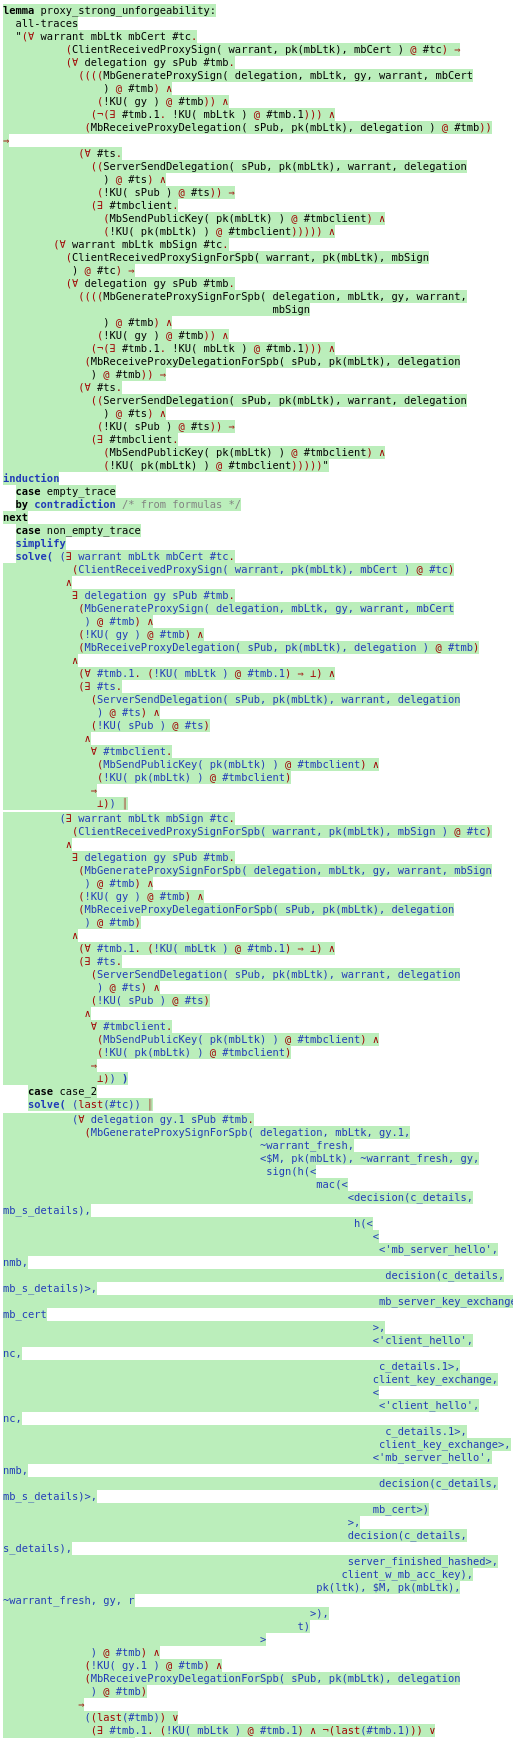 lemma proxy_strong_unforgeability:
all-traces
"(∀ warrant mbLtk mbCert #tc.
(ClientReceivedProxySign( warrant, pk(mbLtk), mbCert ) @ #tc) ⇒
(∀ delegation gy sPub #tmb.
((((MbGenerateProxySign( delegation, mbLtk, gy, warrant, mbCert
) @ #tmb) ∧
(!KU( gy ) @ #tmb)) ∧
(¬(∃ #tmb.1. !KU( mbLtk ) @ #tmb.1))) ∧
(MbReceiveProxyDelegation( sPub, pk(mbLtk), delegation ) @ #tmb))
⇒
(∀ #ts.
((ServerSendDelegation( sPub, pk(mbLtk), warrant, delegation
) @ #ts) ∧
(!KU( sPub ) @ #ts)) ⇒
(∃ #tmbclient.
(MbSendPublicKey( pk(mbLtk) ) @ #tmbclient) ∧
(!KU( pk(mbLtk) ) @ #tmbclient))))) ∧
(∀ warrant mbLtk mbSign #tc.
(ClientReceivedProxySignForSpb( warrant, pk(mbLtk), mbSign
) @ #tc) ⇒
(∀ delegation gy sPub #tmb.
((((MbGenerateProxySignForSpb( delegation, mbLtk, gy, warrant,
mbSign
) @ #tmb) ∧
(!KU( gy ) @ #tmb)) ∧
(¬(∃ #tmb.1. !KU( mbLtk ) @ #tmb.1))) ∧
(MbReceiveProxyDelegationForSpb( sPub, pk(mbLtk), delegation
) @ #tmb)) ⇒
(∀ #ts.
((ServerSendDelegation( sPub, pk(mbLtk), warrant, delegation
) @ #ts) ∧
(!KU( sPub ) @ #ts)) ⇒
(∃ #tmbclient.
(MbSendPublicKey( pk(mbLtk) ) @ #tmbclient) ∧
(!KU( pk(mbLtk) ) @ #tmbclient)))))"
induction
case empty_trace
by contradiction /* from formulas */
next
case non_empty_trace
simplify
solve( (∃ warrant mbLtk mbCert #tc.
(ClientReceivedProxySign( warrant, pk(mbLtk), mbCert ) @ #tc)
∧
∃ delegation gy sPub #tmb.
(MbGenerateProxySign( delegation, mbLtk, gy, warrant, mbCert
) @ #tmb) ∧
(!KU( gy ) @ #tmb) ∧
(MbReceiveProxyDelegation( sPub, pk(mbLtk), delegation ) @ #tmb)
∧
(∀ #tmb.1. (!KU( mbLtk ) @ #tmb.1) ⇒ ⊥) ∧
(∃ #ts.
(ServerSendDelegation( sPub, pk(mbLtk), warrant, delegation
) @ #ts) ∧
(!KU( sPub ) @ #ts)
∧
∀ #tmbclient.
(MbSendPublicKey( pk(mbLtk) ) @ #tmbclient) ∧
(!KU( pk(mbLtk) ) @ #tmbclient)
⇒
⊥)) |
(∃ warrant mbLtk mbSign #tc.
(ClientReceivedProxySignForSpb( warrant, pk(mbLtk), mbSign ) @ #tc)
∧
∃ delegation gy sPub #tmb.
(MbGenerateProxySignForSpb( delegation, mbLtk, gy, warrant, mbSign
) @ #tmb) ∧
(!KU( gy ) @ #tmb) ∧
(MbReceiveProxyDelegationForSpb( sPub, pk(mbLtk), delegation
) @ #tmb)
∧
(∀ #tmb.1. (!KU( mbLtk ) @ #tmb.1) ⇒ ⊥) ∧
(∃ #ts.
(ServerSendDelegation( sPub, pk(mbLtk), warrant, delegation
) @ #ts) ∧
(!KU( sPub ) @ #ts)
∧
∀ #tmbclient.
(MbSendPublicKey( pk(mbLtk) ) @ #tmbclient) ∧
(!KU( pk(mbLtk) ) @ #tmbclient)
⇒
⊥)) )
case case_2
solve( (last(#tc)) |
(∀ delegation gy.1 sPub #tmb.
(MbGenerateProxySignForSpb( delegation, mbLtk, gy.1,
~warrant_fresh,
<$M, pk(mbLtk), ~warrant_fresh, gy,
sign(h(<
mac(<
<decision(c_details,
mb_s_details),
h(<
<
<'mb_server_hello',
nmb,
decision(c_details,
mb_s_details)>,
mb_server_key_exchange
mb_cert
>,
<'client_hello',
nc,
c_details.1>,
client_key_exchange,
<
<'client_hello',
nc,
c_details.1>,
client_key_exchange>,
<'mb_server_hello',
nmb,
decision(c_details,
mb_s_details)>,
mb_cert>)
>,
decision(c_details,
s_details),
server_finished_hashed>,
client_w_mb_acc_key),
pk(ltk), $M, pk(mbLtk),
~warrant_fresh, gy, r
>),
t)
>
) @ #tmb) ∧
(!KU( gy.1 ) @ #tmb) ∧
(MbReceiveProxyDelegationForSpb( sPub, pk(mbLtk), delegation
) @ #tmb)
⇒
((last(#tmb)) ∨
(∃ #tmb.1. (!KU( mbLtk ) @ #tmb.1) ∧ ¬(last(#tmb.1))) ∨